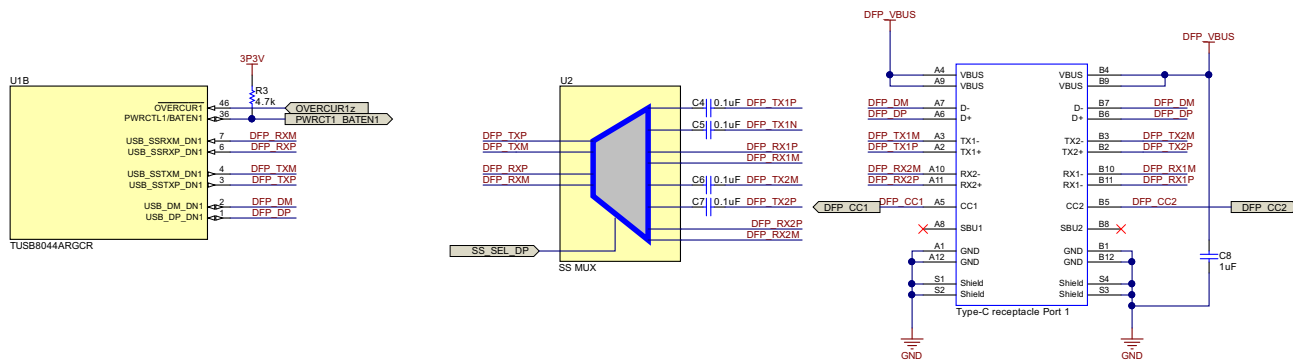 U1B
3P3V
R3
4.7k
OVERCUR1 46 OVERCUR1z
PWRCTL1/BATEN1 36 PWRCT1_BATEN1
USB_SSRXM_DN1 7 DFP_RXM
USB_SSRXP_DN1 6 DFP_RXP
USB_SSTXM_DN1 4 DFP_TXM
USB_SSTXP_DN1 3 DFP_TXP
USB_DM_DN1 2 DFP_DM
USB_DP_DN1 1 DFP_DP
TUSB8044ARGCR
U2
C4 0.1uF DFP_TX1P
C5 0.1uF DFP_TX1N
DFP_TXP
DFP_TXM
DFP_RX1P
DFP_RX1M
DFP_RXP
DFP_RXM
C6 0.1uF DFP_TX2M
C7 0.1uF DFP_TX2P
DFP_RX2P
DFP_RX2M
SS_SEL_DP
SS MUX
DFP_VBUS
DFP_VBUS
A4 VBUS VBUS B4
A9 VBUS VBUS B9
DFP_DM A7 D- D- B7 DFP_DM
DFP_DP A6 D+ D+ B6 DFP_DP
DFP_TX1M A3 TX1- TX2- B3 DFP_TX2M
DFP_TX1P A2 TX1+ TX2+ B2 DFP_TX2P
DFP_RX2M A10 RX2- RX1- B10 DFP_RX1M
DFP_RX2P A11 RX2+ RX1- B11 DFP_RX1P
DFP_CC1 DFP_CC1 A5 CC1 CC2 B5 DFP_CC2 DFP_CC2
A8 SBU1 SBU2 B8
A1 GND GND B1
A12 GND GND B12
C8
1uF
S1 Shield Shield S4
S2 Shield Shield S3
Type-C receptacle Port 1
GND
GND